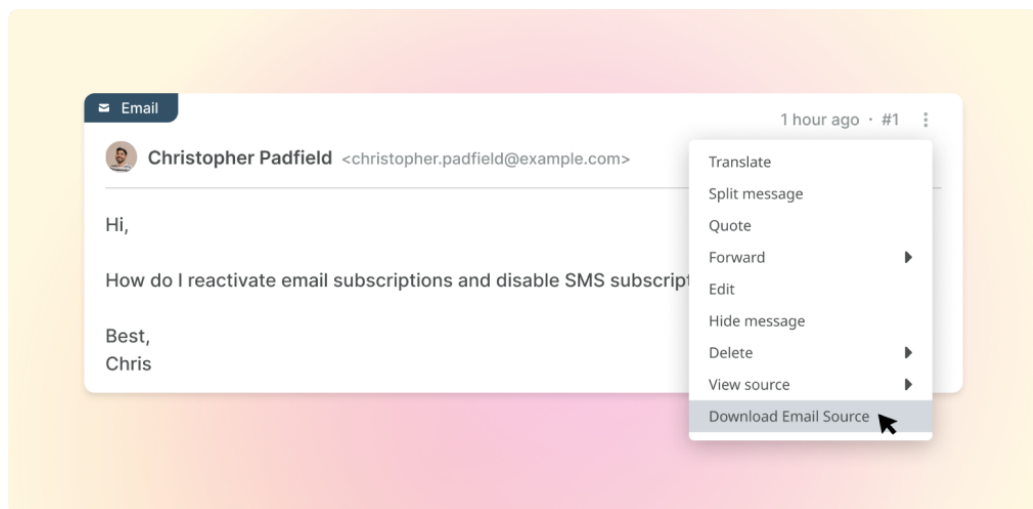 Email
1 hour ago · #1
Christopher Padfield <christopher.padfield@example.com>
Hi,
How do I reactivate email subscriptions and disable SMS
Best,
Chris
Translate
Split message
Quote
Forward
Edit
Hide message
Delete
View source
Download Email Source